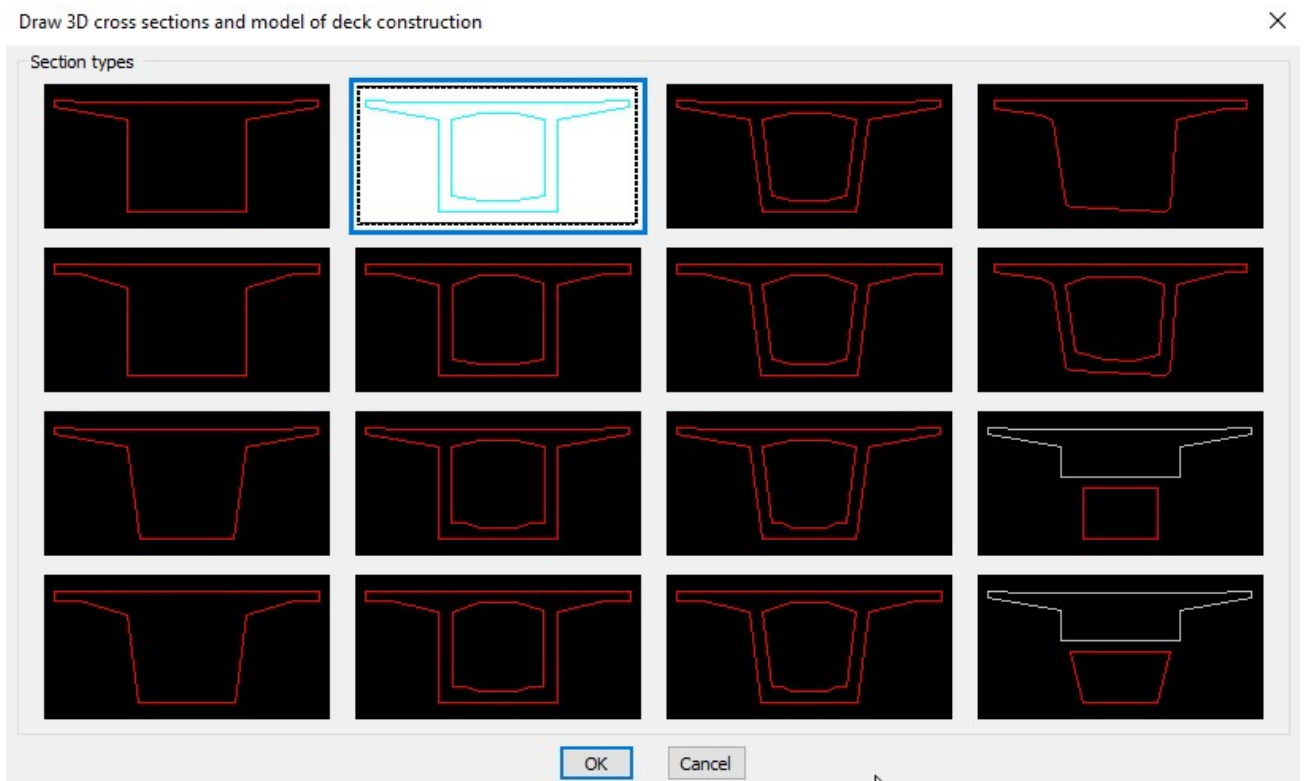 Draw 3D cross sections and model of deck construction
Section types
OK
Cancel